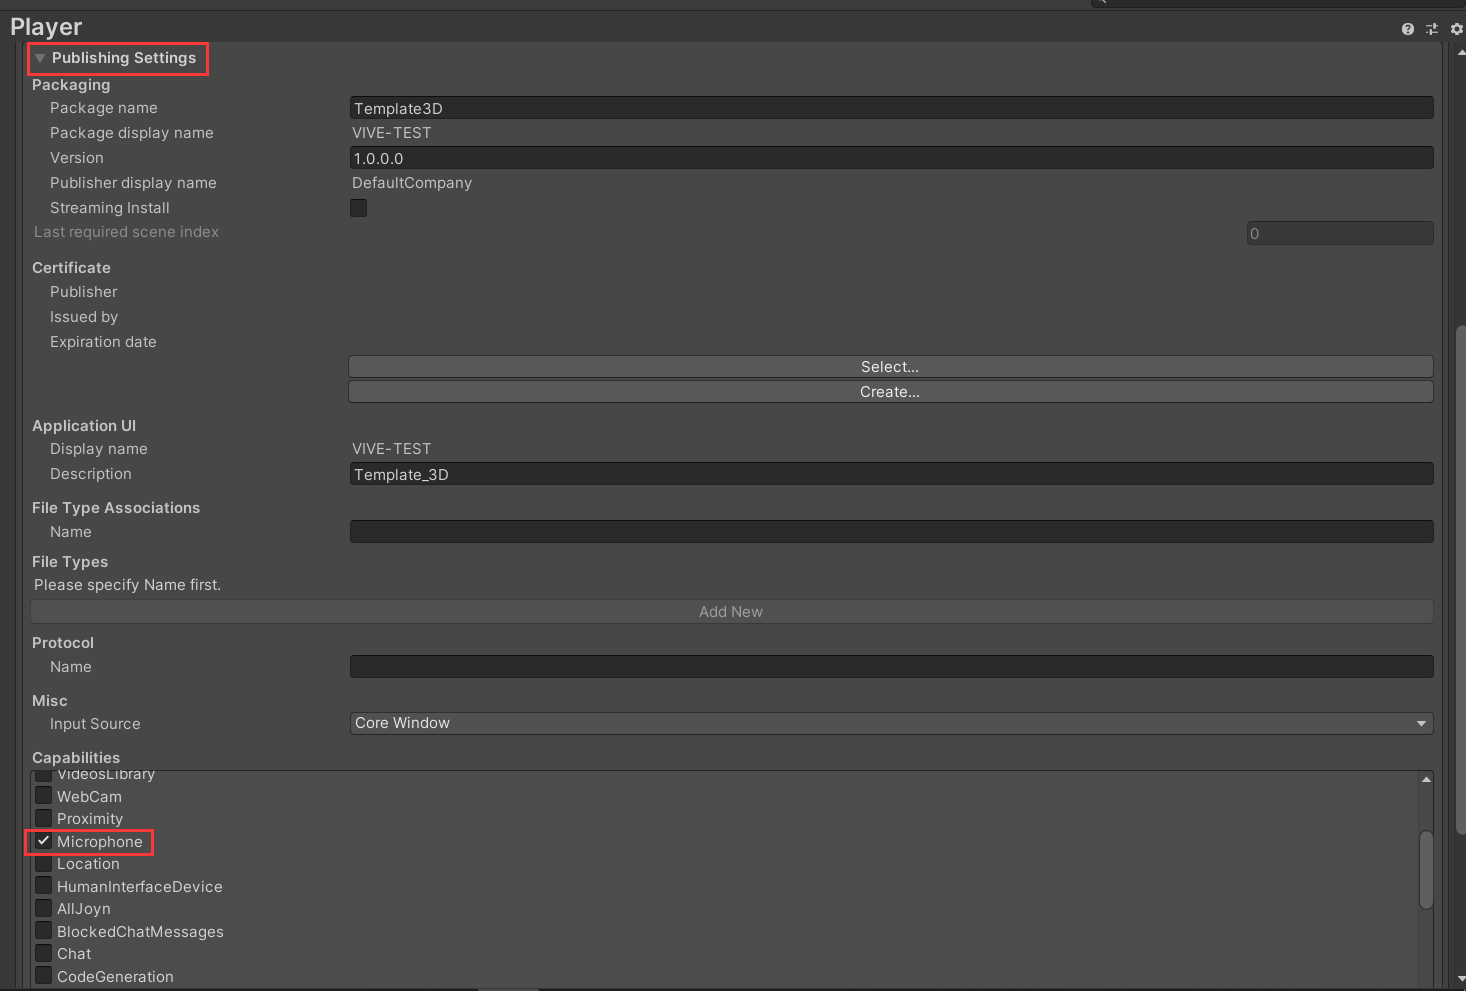 Player
Publishing Settings
Packaging
Package name Template3D
Package display name VIVE-TEST
Version 1.0.0.0
Publisher display name DefaultCompany
Streaming Install
Last required scene index 0
Certificate
Publisher
Issued by
Expiration date
Select...
Create...
Application UI
Display name VIVE-TEST
Description Template_3D
File Type Associations
Name
File Types
Please specify Name first.
Add New
Protocol
Name
Misc
Input Source Core Window
Capabilities
VideosLibrary
WebCam
Proximity
Microphone
Location
HumanInterfaceDevice
AllJoyn
BlockedChatMessages
Chat
CodeGeneration